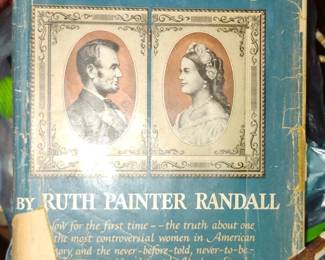 BY RUTH PAINTER RANDALL
Now for the first time -- the truth about one
the most controversial women in American
and the never-before-told, never-to-be-